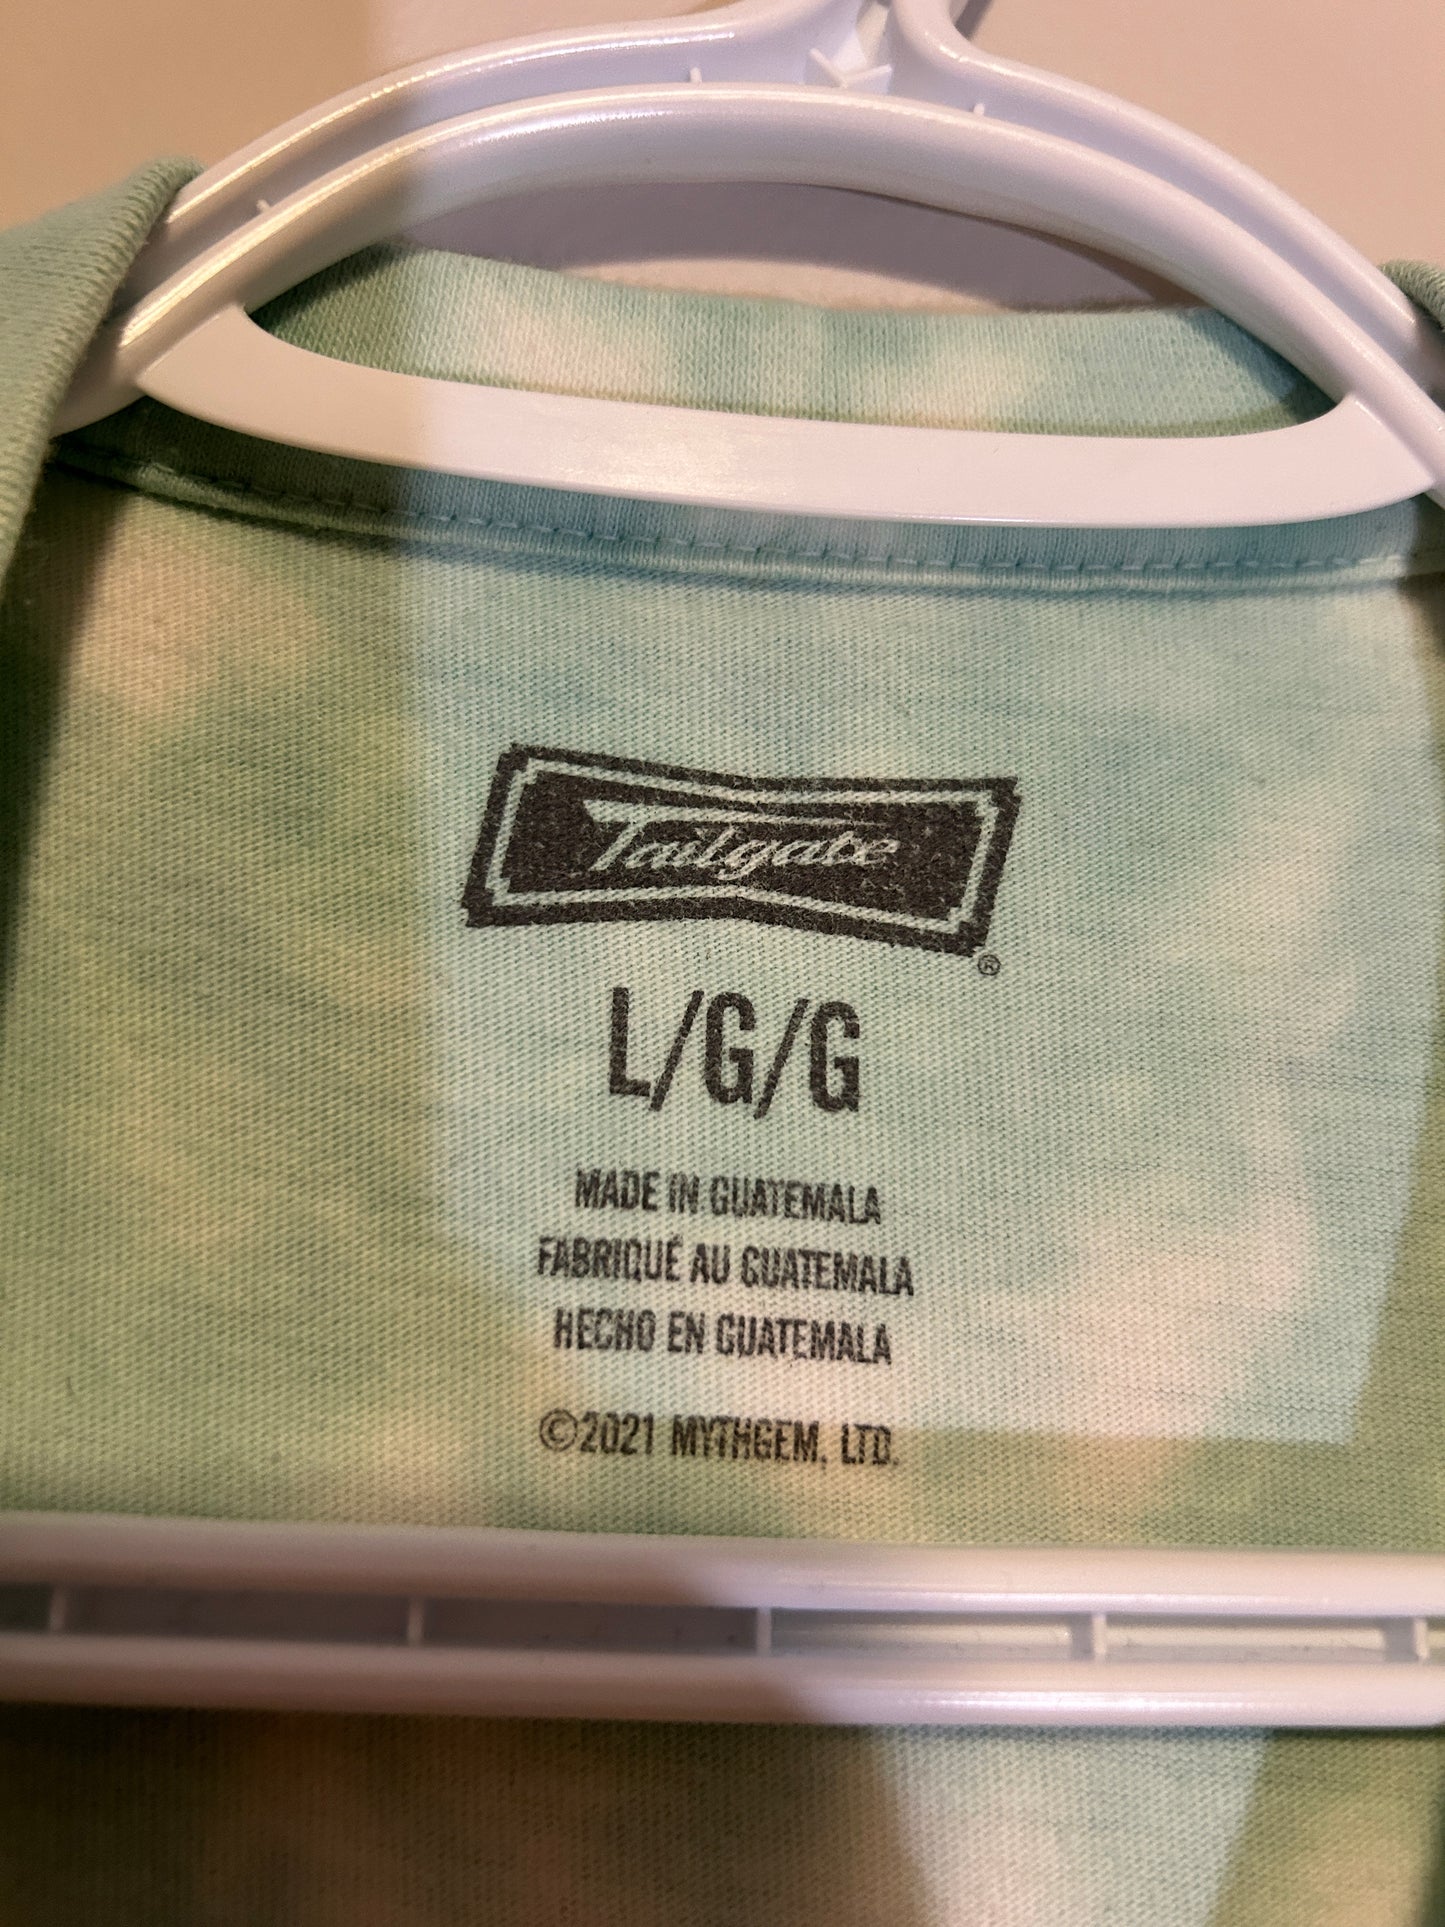 Tailgate
®
L/G/G
MADE IN GUATEMALA
FABRIQUÉ AU GUATEMALA
HECHO EN GUATEMALA
©2021 MYTHGEM, LTD.